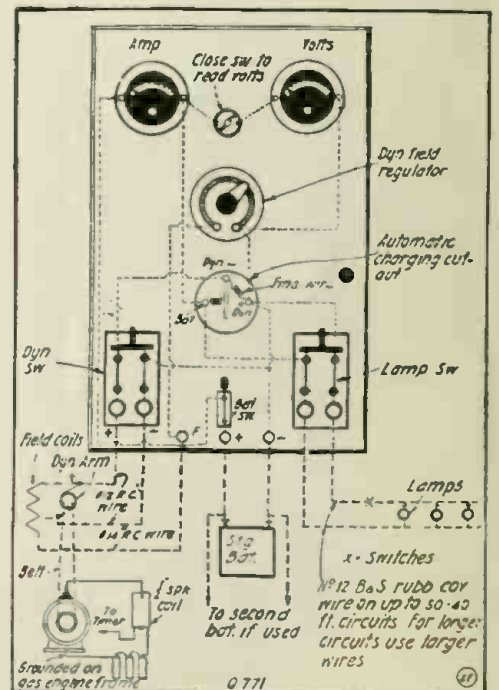 Amp
Volts
Close sw to
read volts
Dyn field
regulator
Automatic
charging cut-
out
Dyn
Fine wir
Bat
Dyn
Dyn
sw
Lamp Sw
Bat
sw
+
-
F
+
-
Field coils
Dyn Arm
R.C.
wire
R.C. wire
Belt
Spk
coil
To
Timer
Grounded on
gas engine frame
Stg
Bat.
To second
bat. if used
Lamps
x
x - Switches
Nº 12 B&S rubb cov
wire on up to 30-40
ft. circuits For longer
circuits use larger
wires
Q 771